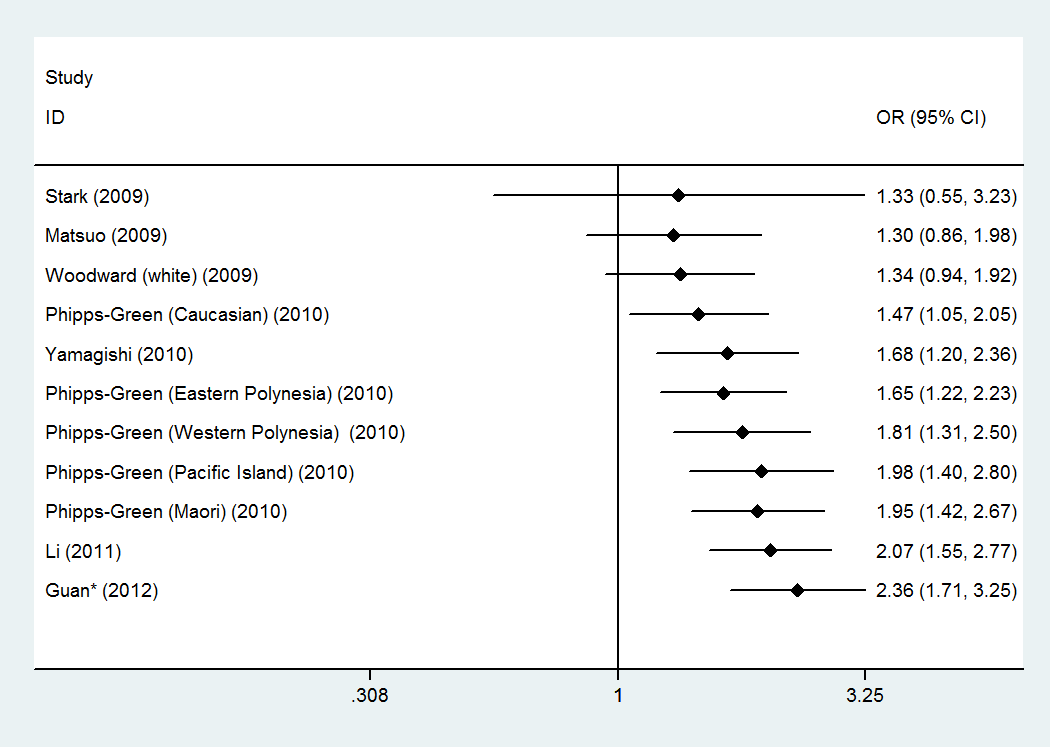 Study
ID OR (95% CI)
Stark (2009) 1.33 (0.55, 3.23)
Matsuo (2009) 1.30 (0.86, 1.98)
Woodward (white) (2009) 1.34 (0.94, 1.92)
Phipps-Green (Caucasian) (2010) 1.47 (1.05, 2.05)
Yamagishi (2010) 1.68 (1.20, 2.36)
Phipps-Green (Eastern Polynesia) (2010) 1.65 (1.22, 2.23)
Phipps-Green (Western Polynesia)  (2010) 1.81 (1.31, 2.50)
Phipps-Green (Pacific Island) (2010) 1.98 (1.40, 2.80)
Phipps-Green (Maori) (2010) 1.95 (1.42, 2.67)
Li (2011) 2.07 (1.55, 2.77)
Guan* (2012) 2.36 (1.71, 3.25)
.308 1 3.25